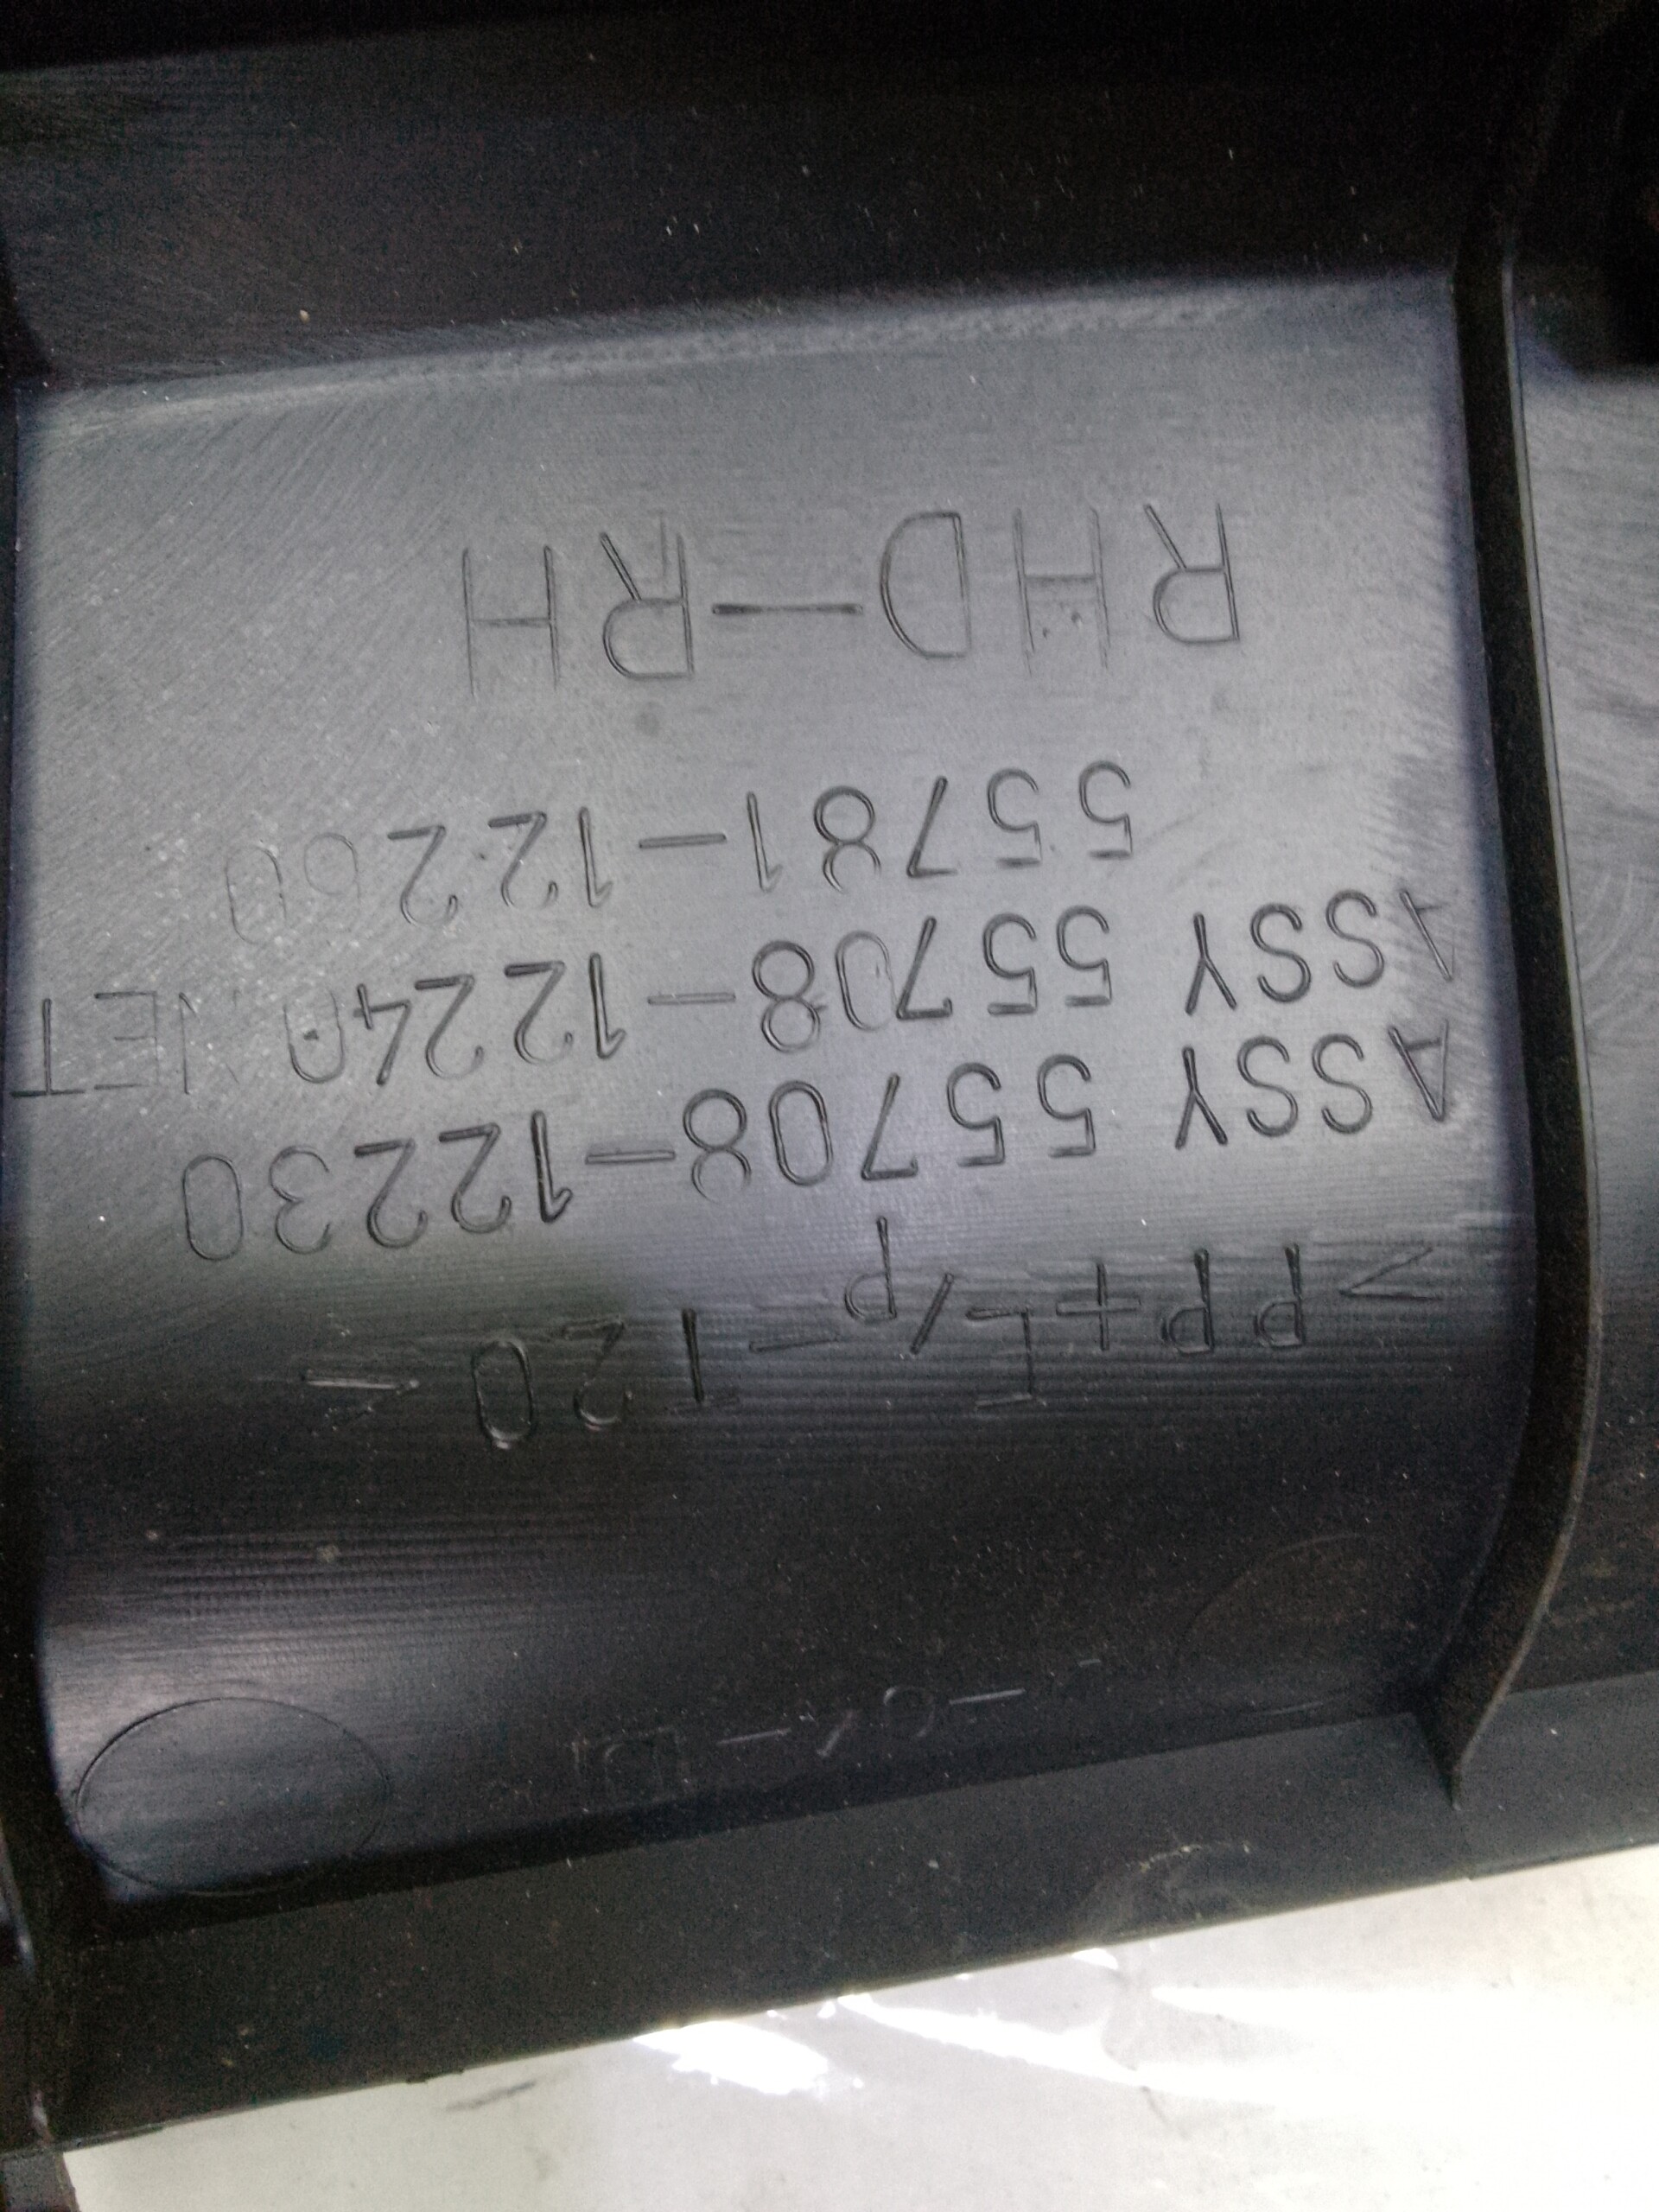 >PP+E/P-T20<
ASSY 55708-12230
ASSY 55708-12240 NET
55781-12260
RHD-RH